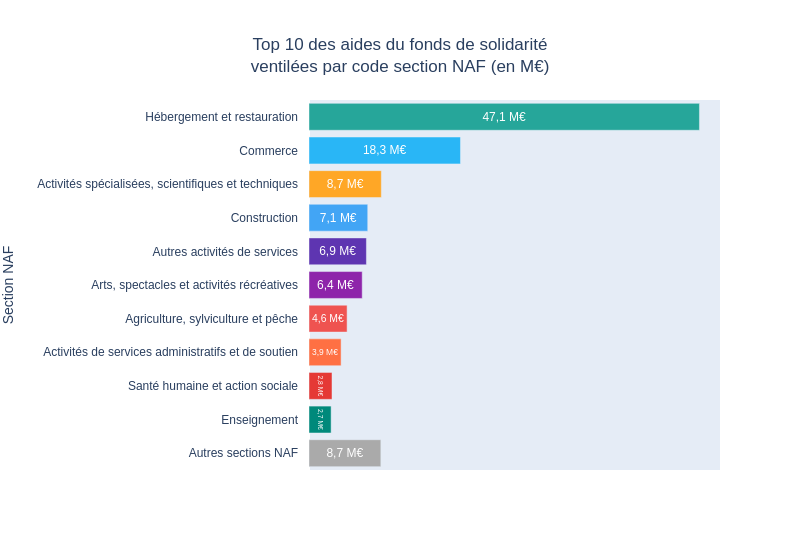 Top 10 des aides du fonds de solidarité
ventilées par code section NAF (en M€)
Section NAF
Hébergement et restauration 47,1 M€
Commerce 18,3 M€
Activités spécialisées, scientifiques et techniques 8,7 M€
Construction 7,1 M€
Autres activités de services 6,9 M€
Arts, spectacles et activités récréatives 6,4 M€
Agriculture, sylviculture et pêche 4,6 M€
Activités de services administratifs et de soutien 3,9 M€
Santé humaine et action sociale 2,8 M€
Enseignement 2,7 M€
Autres sections NAF 8,7 M€